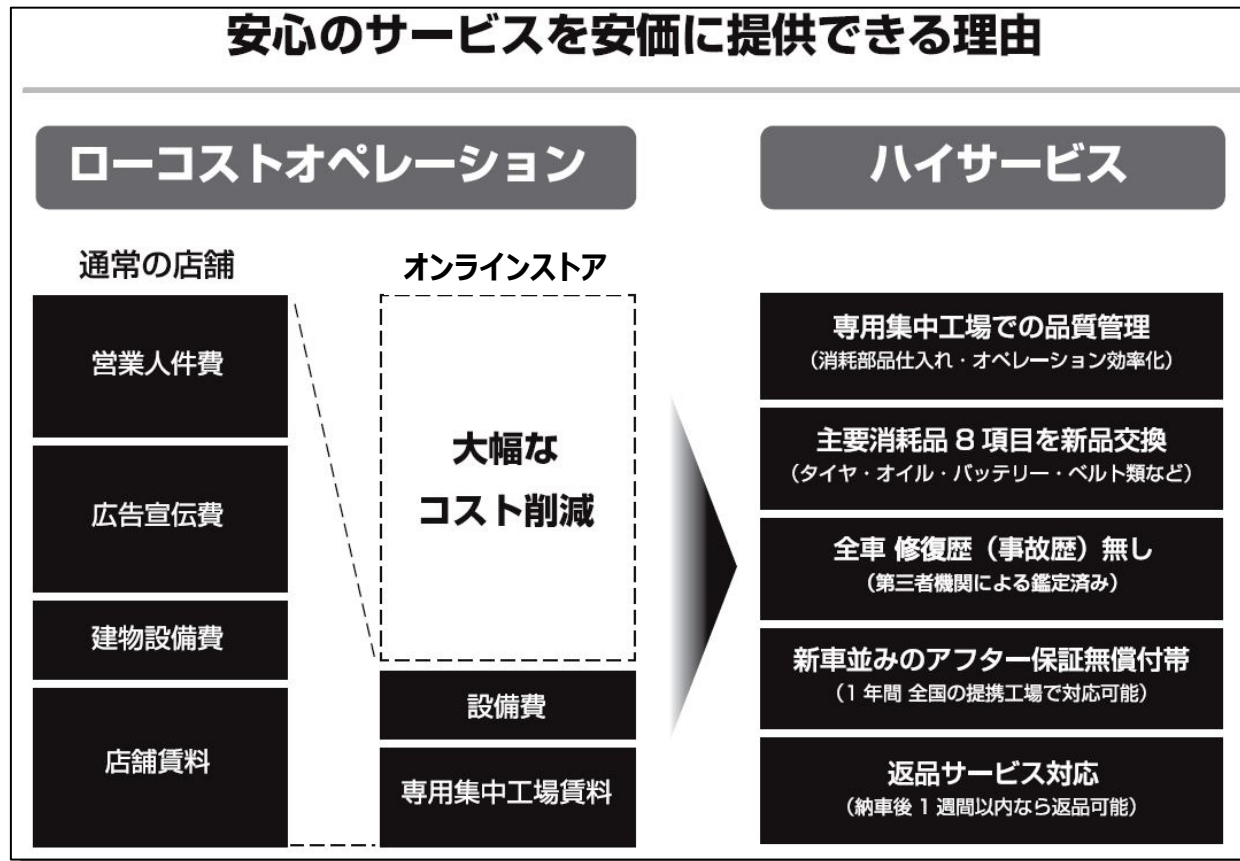 安心のサービスを安価に提供できる理由
ローコストオペレーション
ハイサービス
通常の店舗
オンラインストア
営業人件費
広告宣伝費
建物設備費
店舗賃料
大幅な
コスト削減
設備費
専用集中工場賃料
専用集中工場での品質管理
（消耗部品仕入れ・オペレーション効率化）
主要消耗品 8 項目を新品交換
（タイヤ・オイル・バッテリー・ベルト類など）
全車 修復歴（事故歴）無し
（第三者機関による鑑定済み）
新車並みのアフター保証無償付帯
（1 年間 全国の提携工場で対応可能）
返品サービス対応
（納車後 1 週間以内なら返品可能）